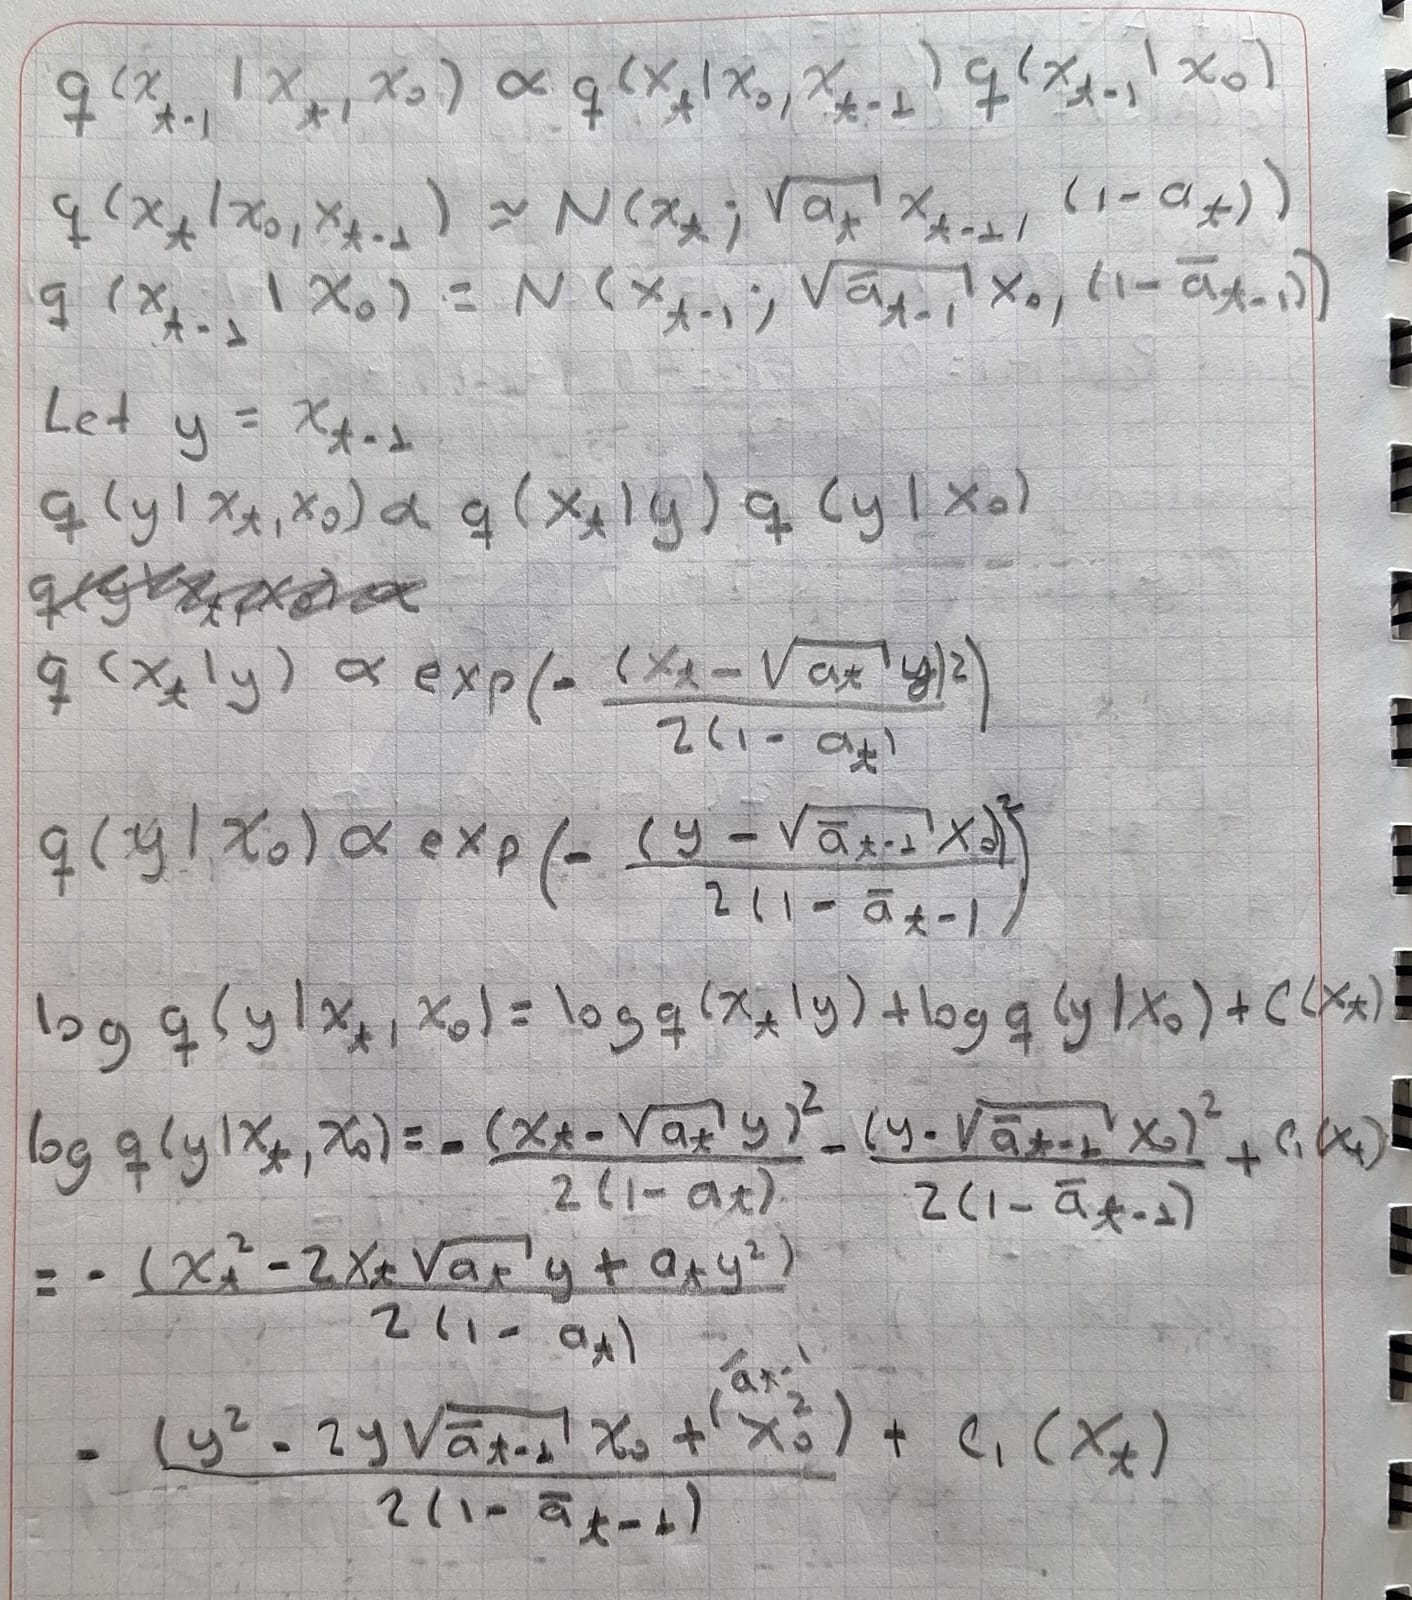 q(x_{t-1} | x_t, x_0) ∝ q(x_t | x_0, x_{t-1}) q(x_{t-1} | x_0)
q(x_t | x_0, x_{t-1}) ~ N(x_t; √a_t x_{t-1}, (1 - a_t))
q(x_{t-1} | x_0) = N(x_{t-1}; √ā_{t-1} x_0, (1 - ā_{t-1}))
Let y = x_{t-1}
q(y | x_t, x_0) ∝ q(x_t | y) q(y | x_0)
q(x_t | y) ∝ exp(- (x_t - √a_t y)² / 2(1 - a_t))
q(y | x_0) ∝ exp(- (y - √ā_{t-1} x_0)² / 2(1 - ā_{t-1}))
log q(y | x_t, x_0) = log q(x_t | y) + log q(y | x_0) + C(x_t)
log q(y | x_t, x_0) = - (x_t - √a_t y)² / 2(1 - a_t) - (y - √ā_{t-1} x_0)² / 2(1 - ā_{t-1}) + C_1(x_t)
= - (x_t² - 2x_t √a_t y + a_t y²) / 2(1 - a_t)
- (y² - 2y √ā_{t-1} x_0 + ā_{t-1} x_0²) / 2(1 - ā_{t-1}) + C_1(x_t)